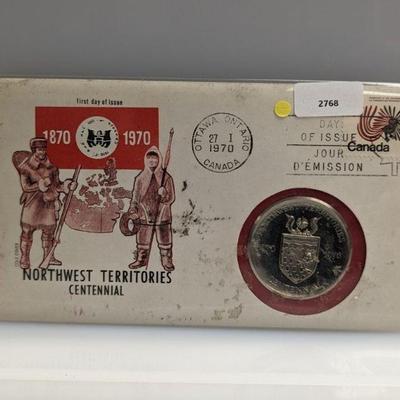 first day of issue
1870 1970
NORTHWEST TERRITORIES
CENTENNIAL
OTTAWA, ONTARIO
27 I
1970
CANADA
2768
DAY
OF ISSUE
JOUR
D'ÉMISSION
Canada
CENTENNIAL